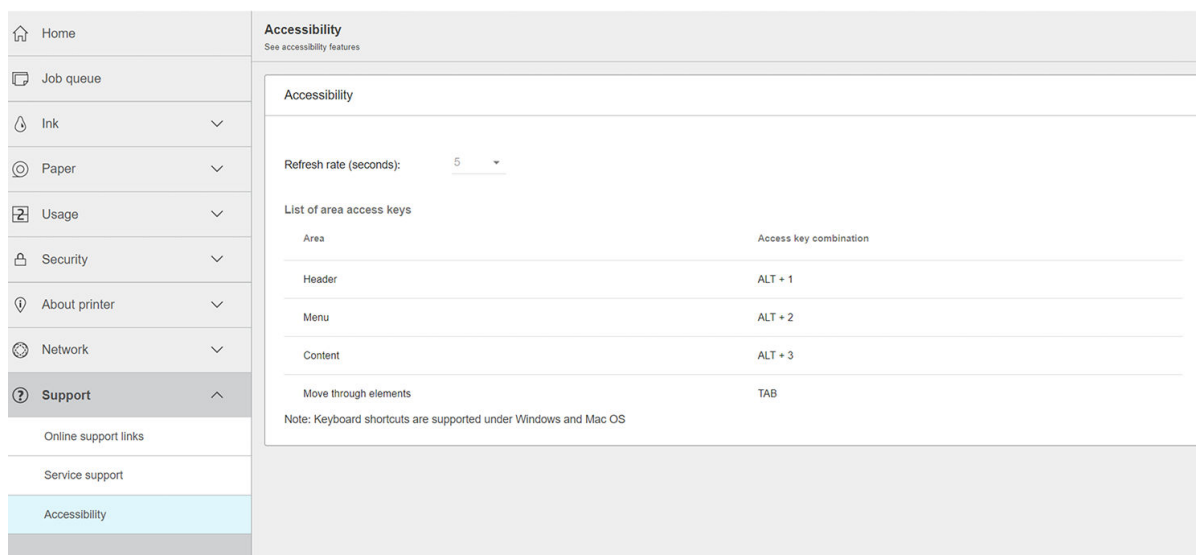 Home
Job queue
Ink
Paper
Usage
Security
About printer
Network
Support
Online support links
Service support
Accessibility
Accessibility
See accessibility features
Accessibility
Refresh rate (seconds): 5
List of area access keys
Area Access key combination
Header ALT + 1
Menu ALT + 2
Content ALT + 3
Move through elements TAB
Note: Keyboard shortcuts are supported under Windows and Mac OS